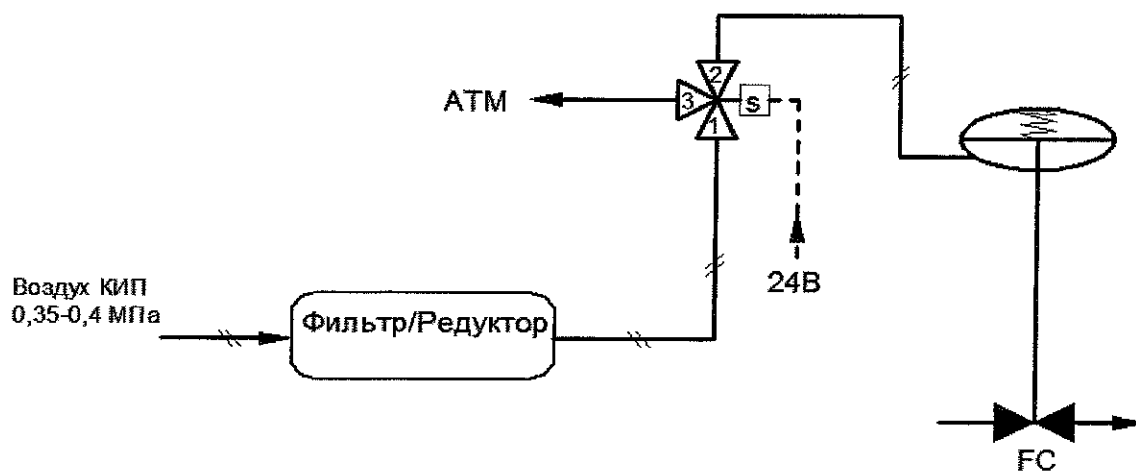 2
АТМ
3
s
1
24В
Воздух КИП
0,35-0,4 МПа
Фильтр/Редуктор
FC